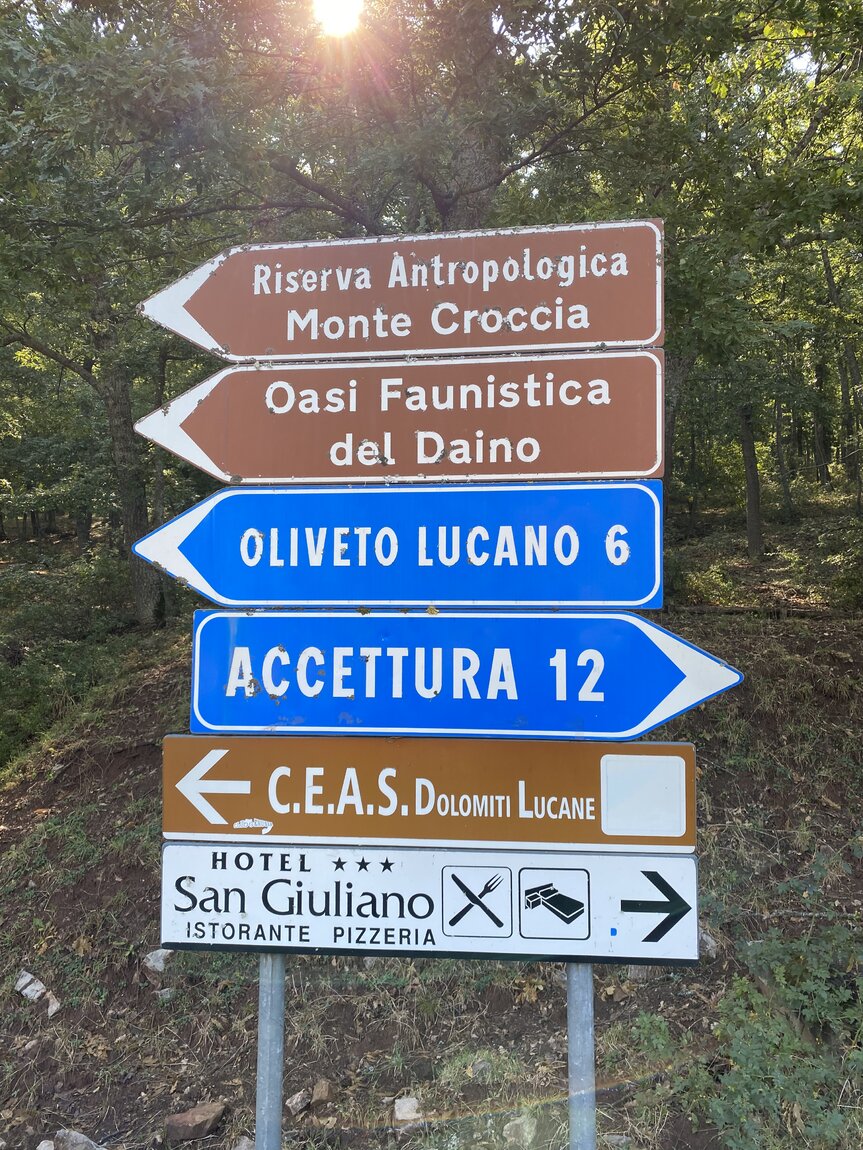 Riserva Antropologica
Monte Croccia
Oasi Faunistica
del Daino
OLIVETO LUCANO 6
ACCETTURA 12
C.E.A.S. DOLOMITI LUCANE
HOTEL ★★★
San Giuliano
ISTORANTE PIZZERIA